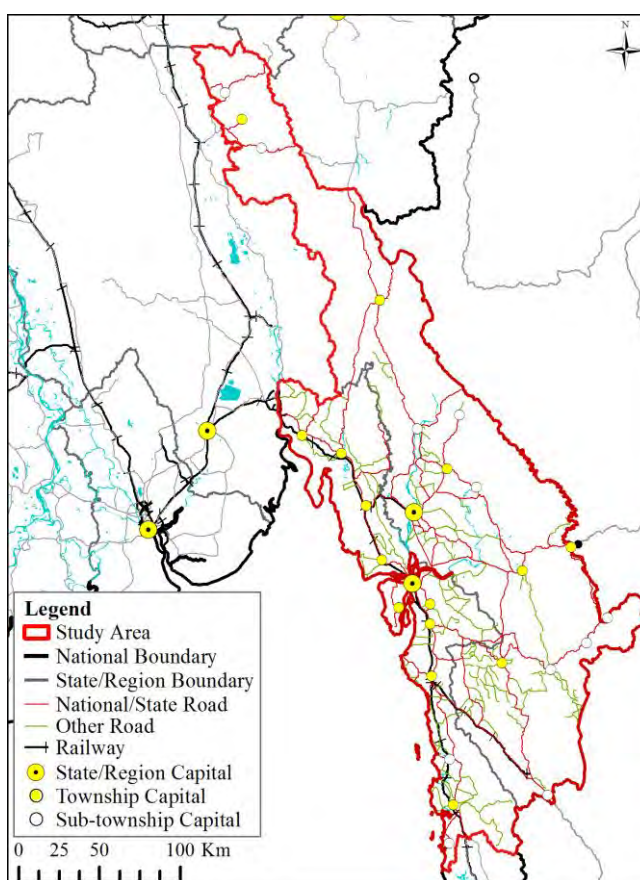 N
Legend
Study Area
National Boundary
State/Region Boundary
National/State Road
Other Road
Railway
State/Region Capital
Township Capital
Sub-township Capital
0 25 50 100 Km